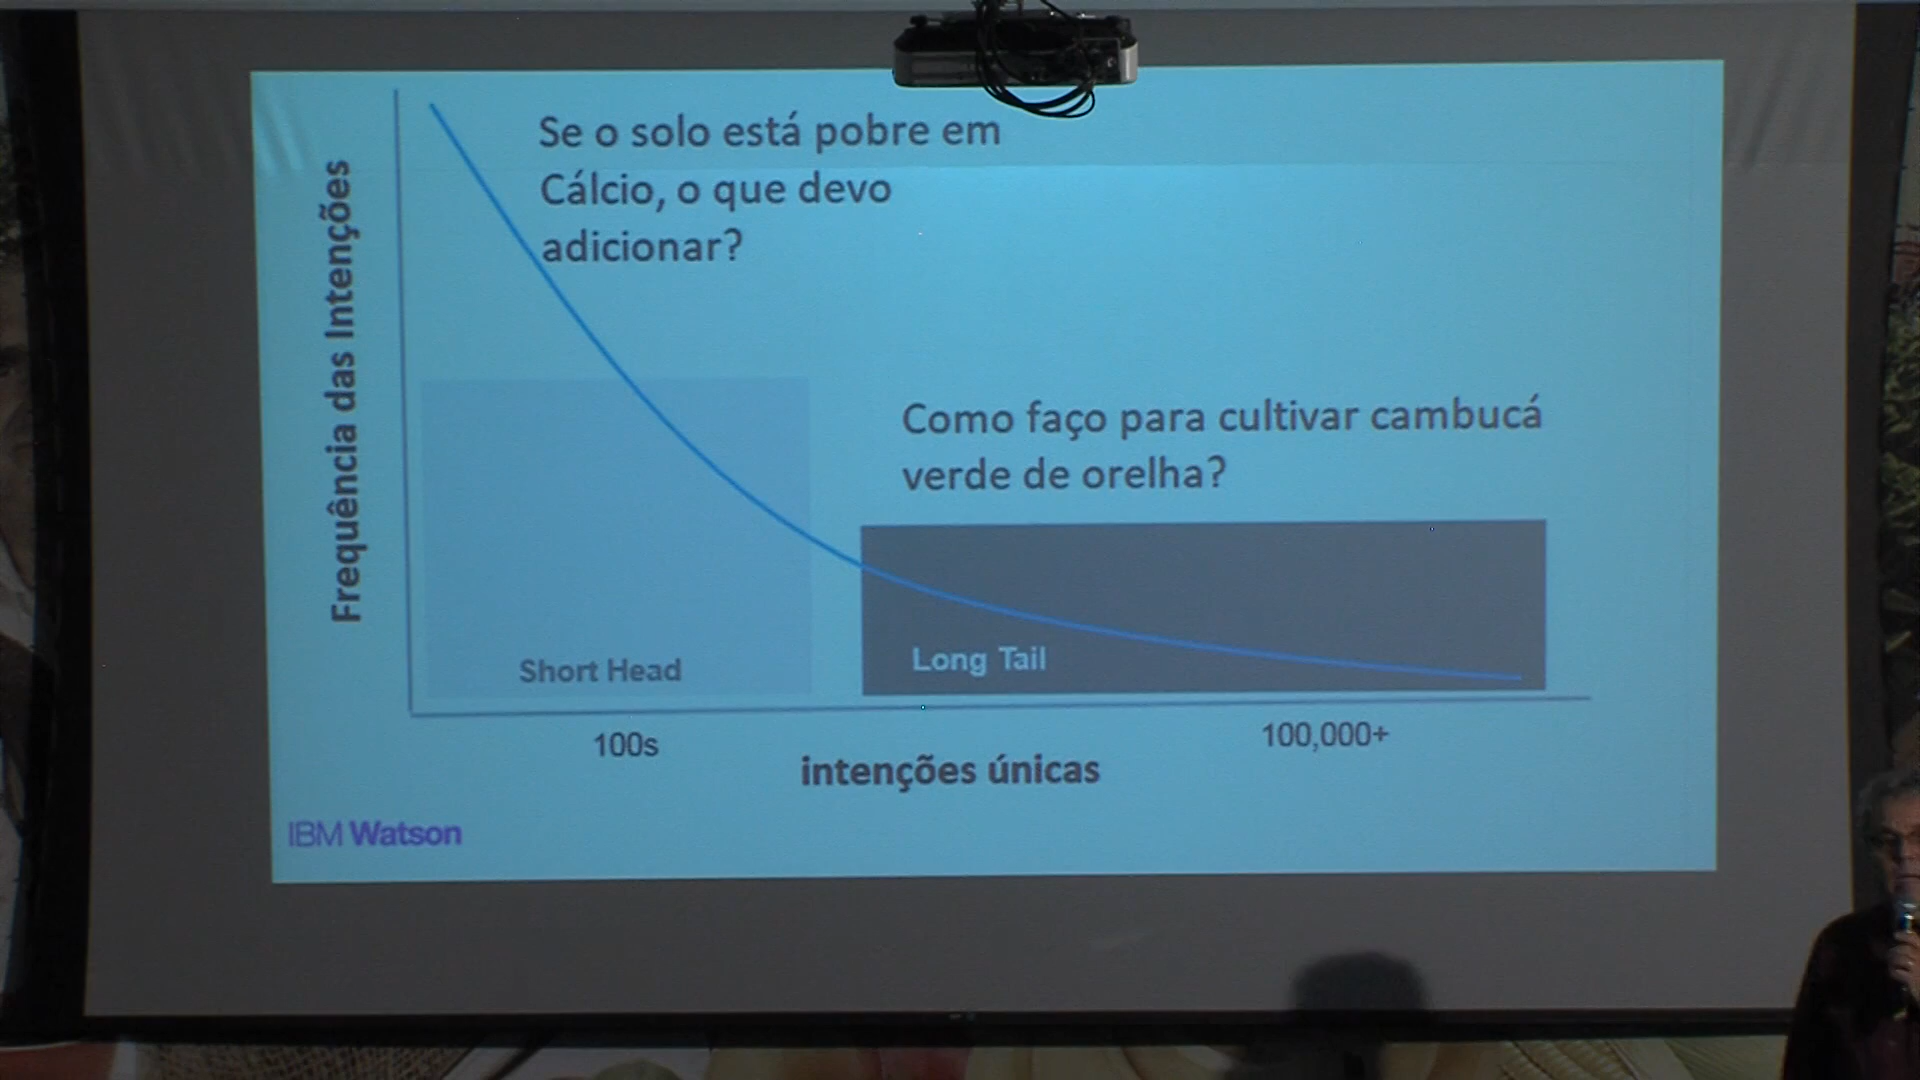 Se o solo está pobre em
Cálcio, o que devo
adicionar?
Frequência das Intenções
Como faço para cultivar cambucá
verde de orelha?
Short Head
Long Tail
100s
100,000+
intenções únicas
IBM Watson